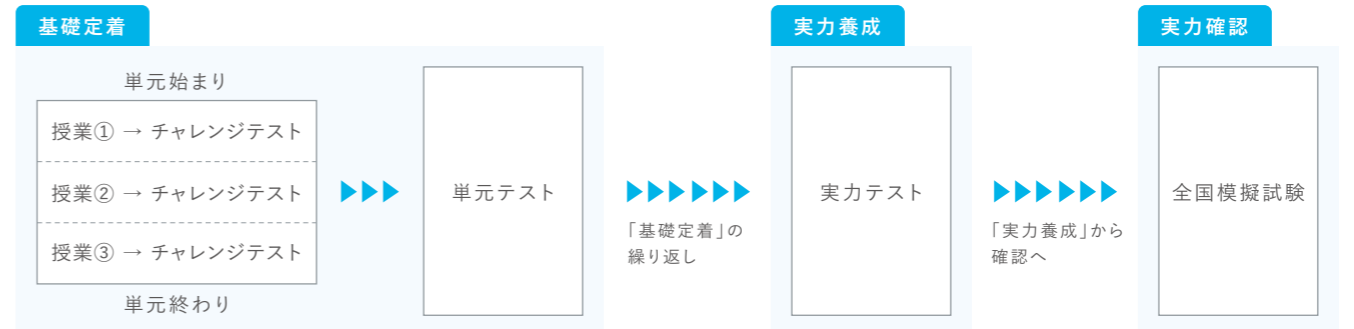 基礎定着
単元始まり
授業① → チャレンジテスト
授業② → チャレンジテスト
授業③ → チャレンジテスト
単元終わり
単元テスト
「基礎定着」の
繰り返し
実力養成
実力テスト
「実力養成」から
確認へ
実力確認
全国模擬試験